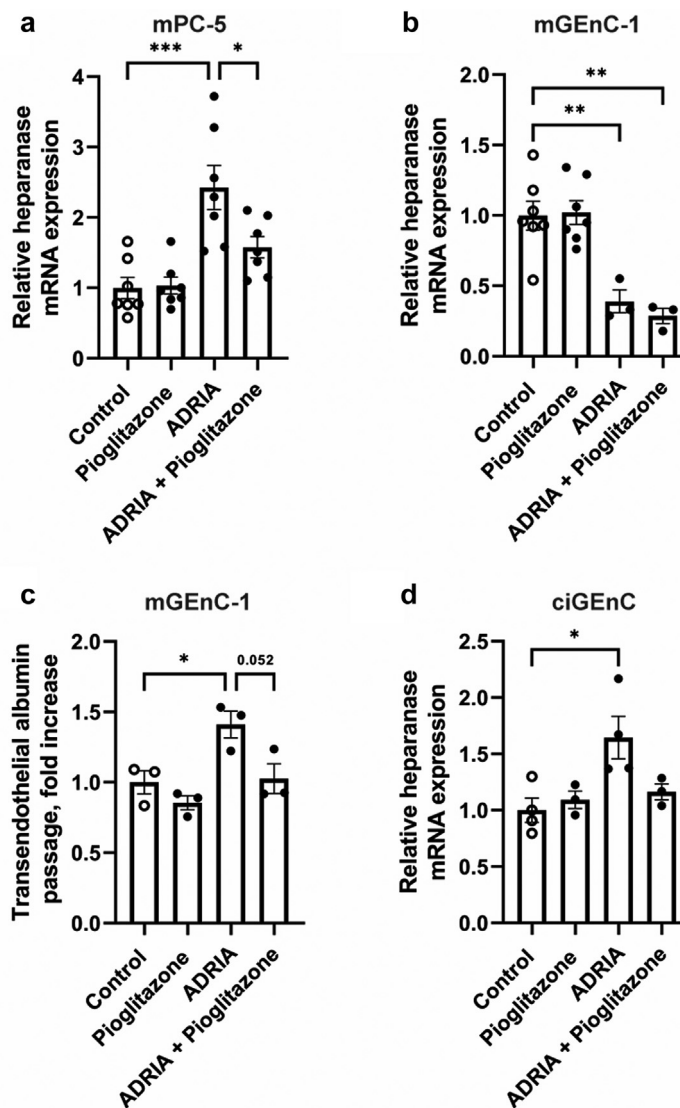 a
mPC-5
***
*
Relative heparanase
mRNA expression
4
3
2
1
0
Control
Pioglitazone
ADRIA
ADRIA + Pioglitazone
b
mGEnC-1
**
**
Relative heparanase
mRNA expression
2.0
1.5
1.0
0.5
0.0
Control
Pioglitazone
ADRIA
ADRIA + Pioglitazone
c
mGEnC-1
*
0.052
Transendothelial albumin
passage, fold increase
2.0
1.5
1.0
0.5
0.0
Control
Pioglitazone
ADRIA
ADRIA + Pioglitazone
d
ciGEnC
*
Relative heparanase
mRNA expression
2.5
2.0
1.5
1.0
0.5
0.0
Control
Pioglitazone
ADRIA
ADRIA + Pioglitazone